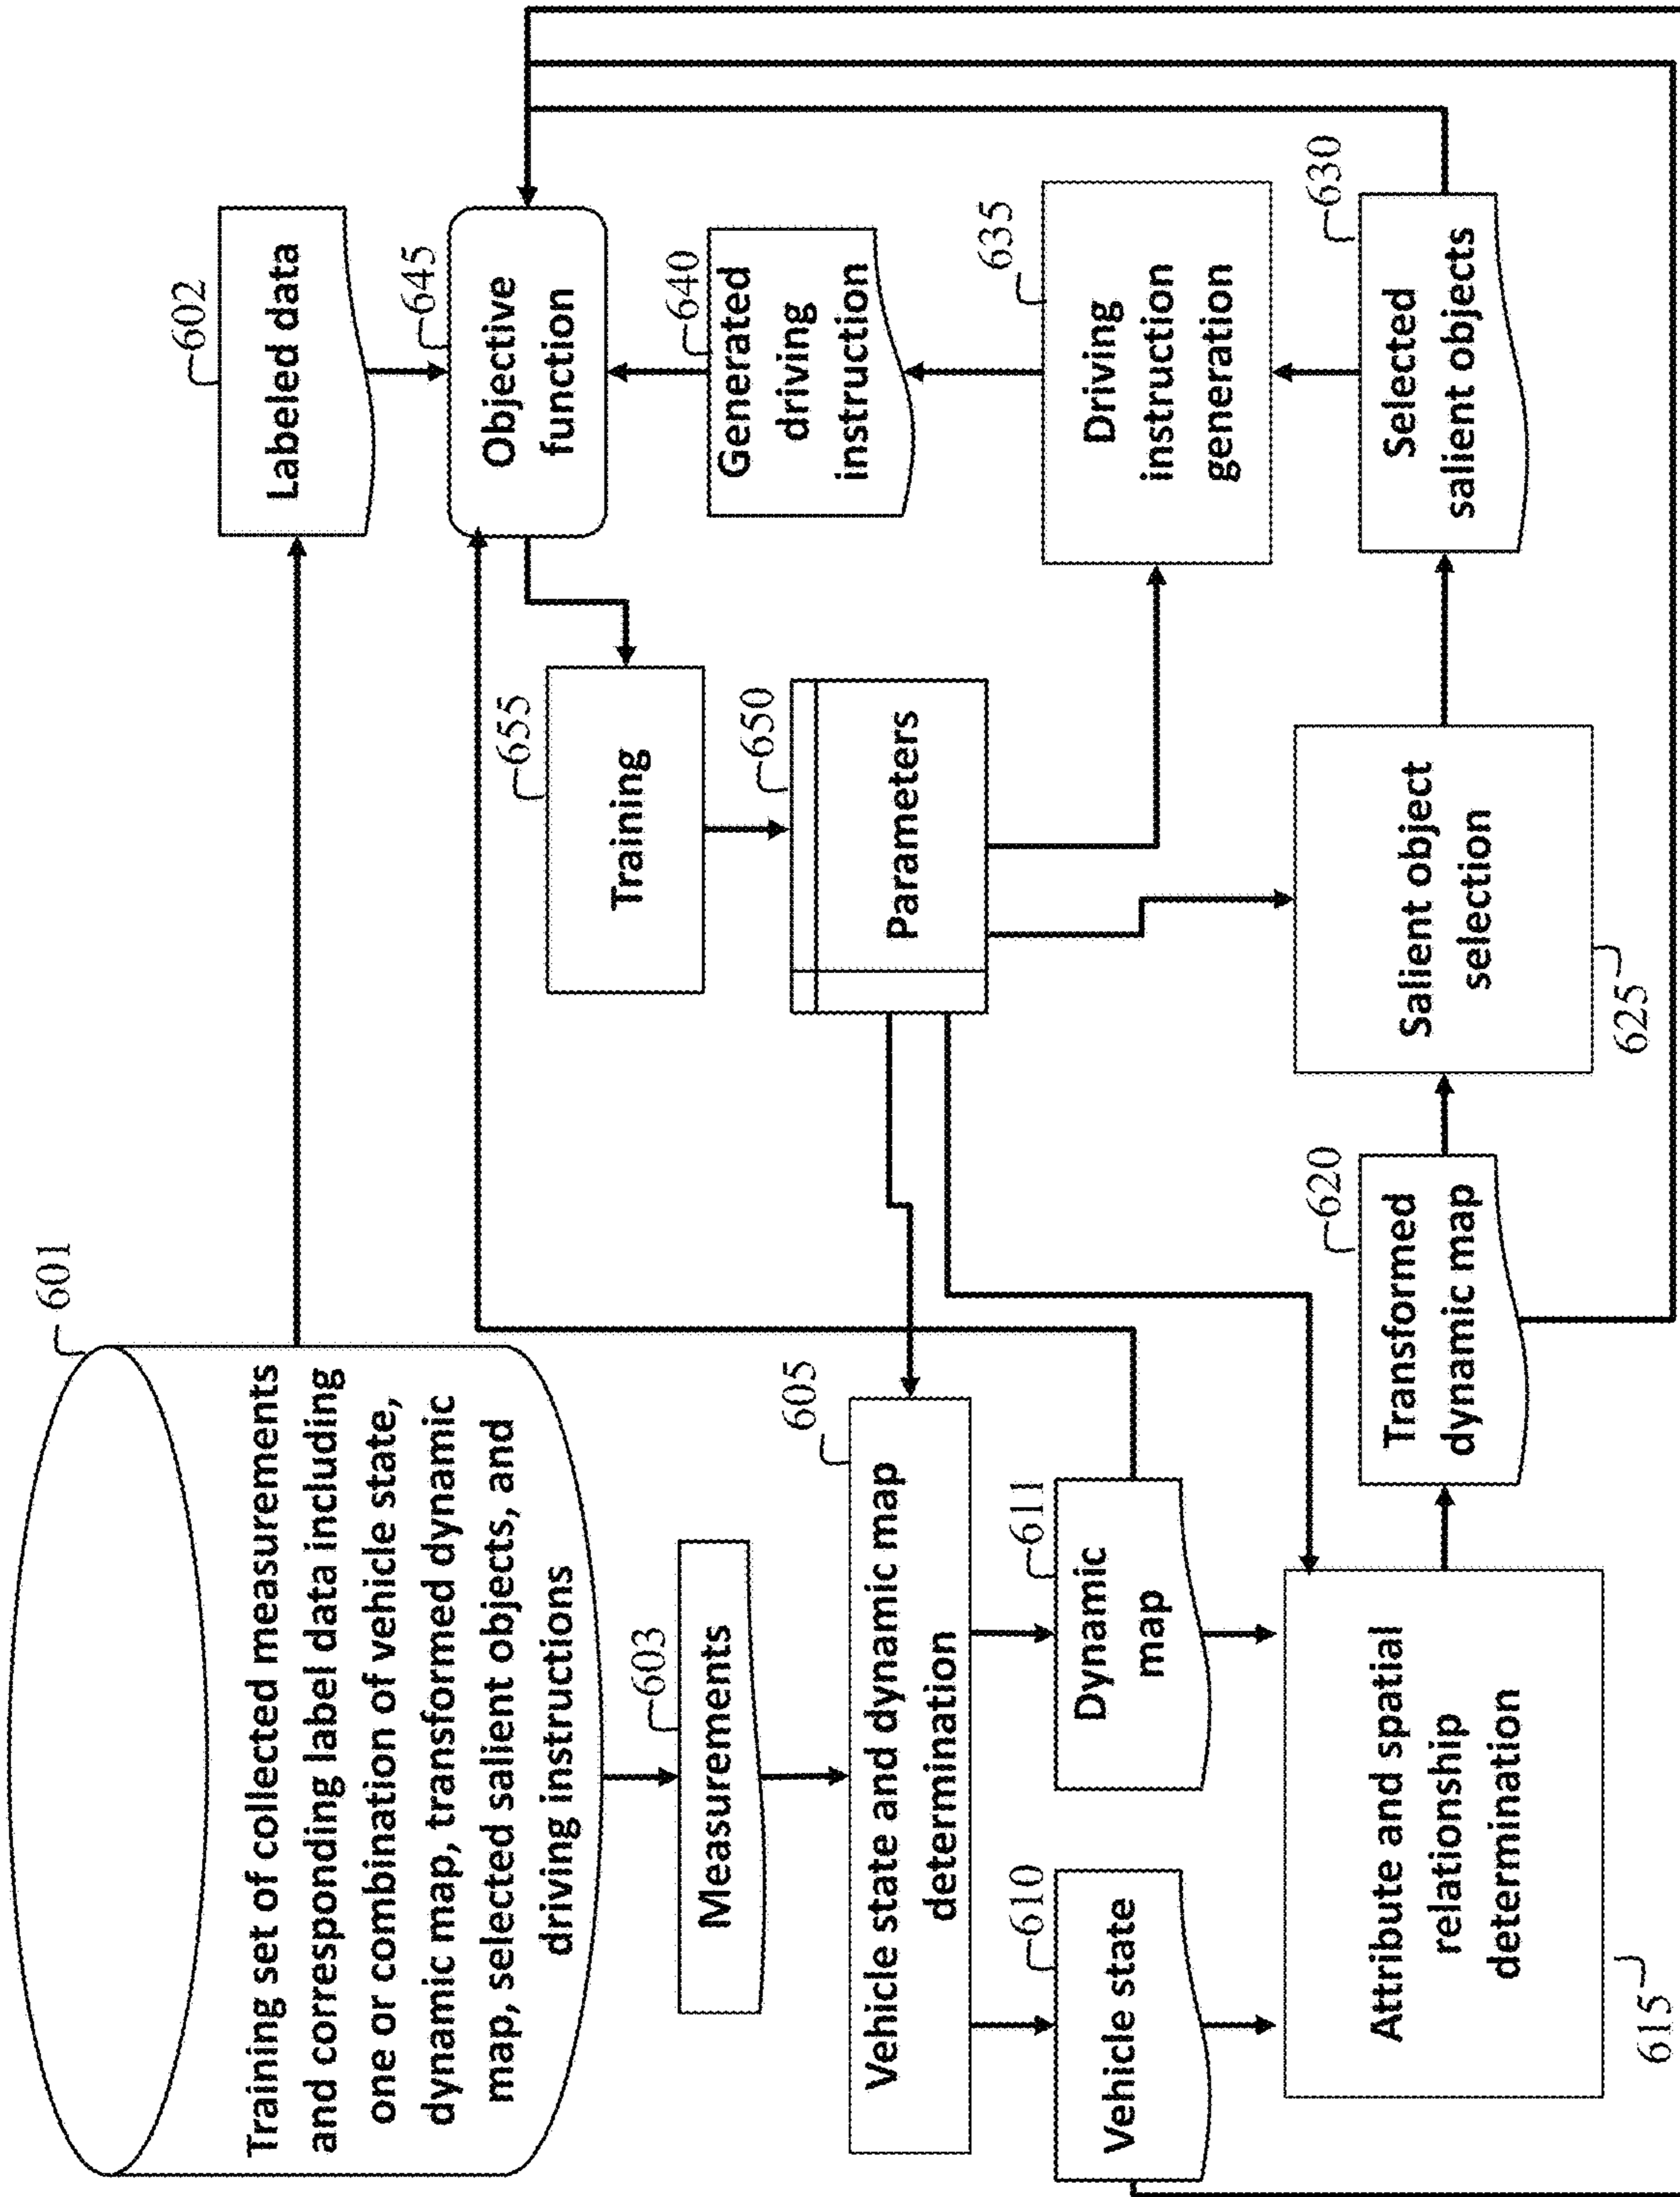 601
Training set of collected measurements
and corresponding label data including
one or combination of vehicle state,
dynamic map, transformed dynamic
map, selected salient objects, and
driving instructions
602
Labeled data
603
Measurements
645
Objective
function
655
Training
640
Generated
driving
instruction
650
Parameters
605
Vehicle state and dynamic map
determination
635
Driving
instruction
generation
610
Vehicle state
611
Dynamic
map
615
Attribute and spatial
relationship
determination
620
Transformed
dynamic map
625
Salient object
selection
630
Selected
salient objects